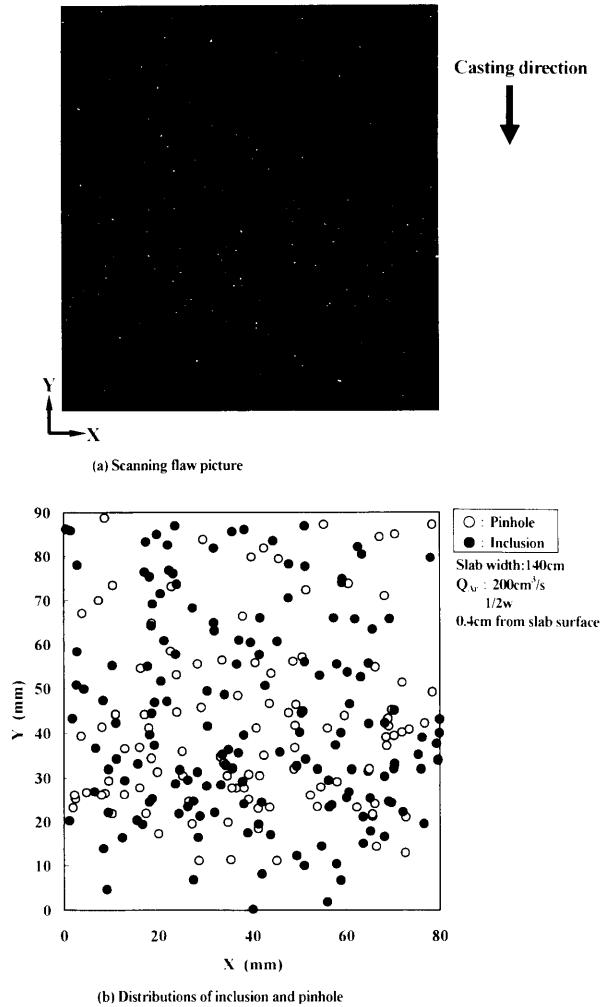 Casting direction
Y
X
(a) Scanning flaw picture
90
80
70
60
50
40
30
20
10
0
Y (mm)
0
20
40
60
80
X (mm)
○ : Pinhole
● : Inclusion
Slab width:140cm
Q_Ar : 200cm³/s
1/2w
0.4cm from slab surface
(b) Distributions of inclusion and pinhole